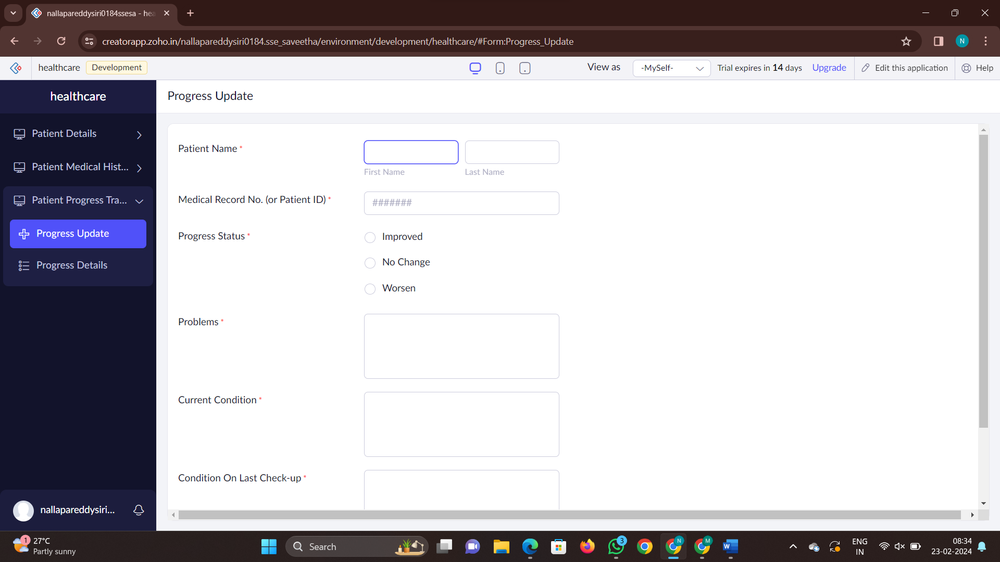 nallapareddysiri0184ssesa - hea
creatorapp.zoho.in/nallapareddysiri0184.sse_saveetha/environment/development/healthcare/#Form:Progress_Update
N
healthcare
Development
View as
-MySelf-
Trial expires in 14 days
Upgrade
Edit this application
Help
healthcare
Patient Details
Patient Medical Hist...
Patient Progress Tra...
Progress Update
Progress Details
nallapareddysiri...
Progress Update
Patient Name *
First Name
Last Name
Medical Record No. (or Patient ID) *
#######
Progress Status *
Improved
No Change
Worsen
Problems *
Current Condition *
Condition On Last Check-up *
1
27°C
Partly sunny
Search
3
N
M
W
ENG
IN
08:34
23-02-2024